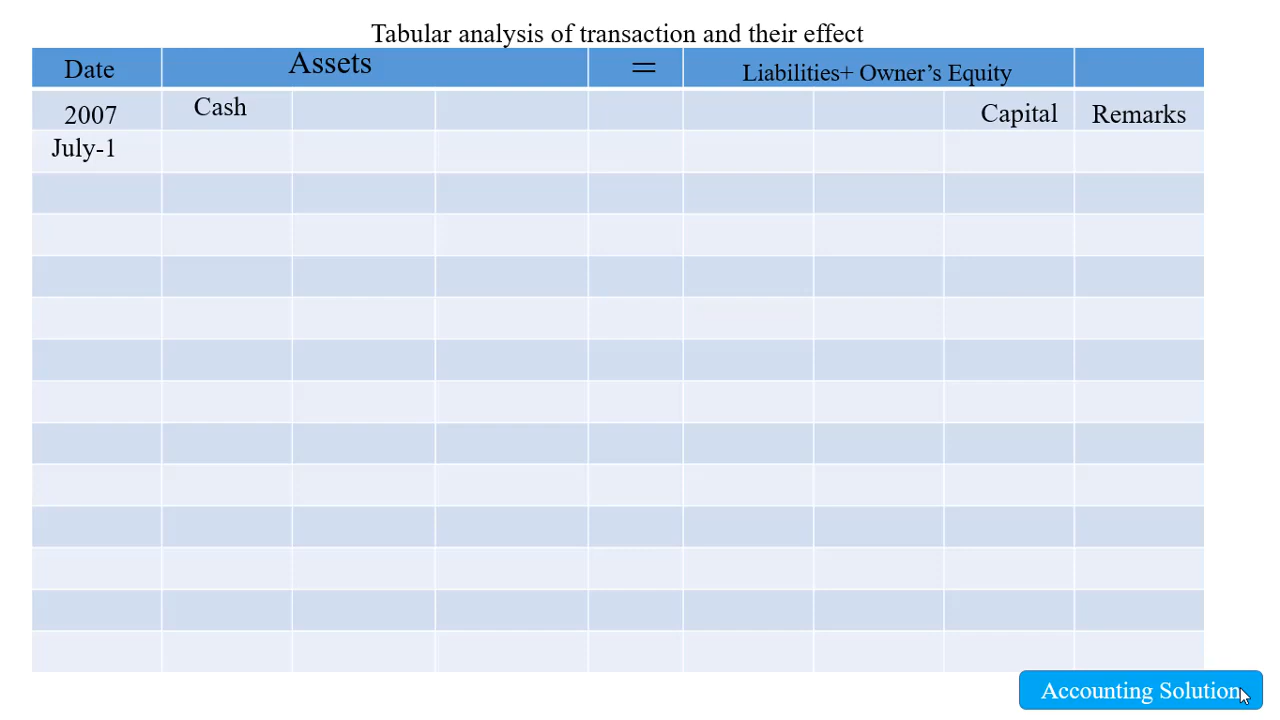 Tabular analysis of transaction and their effect
Date Assets = Liabilities+ Owner’s Equity
2007 Cash Capital Remarks
July-1
Accounting Solution